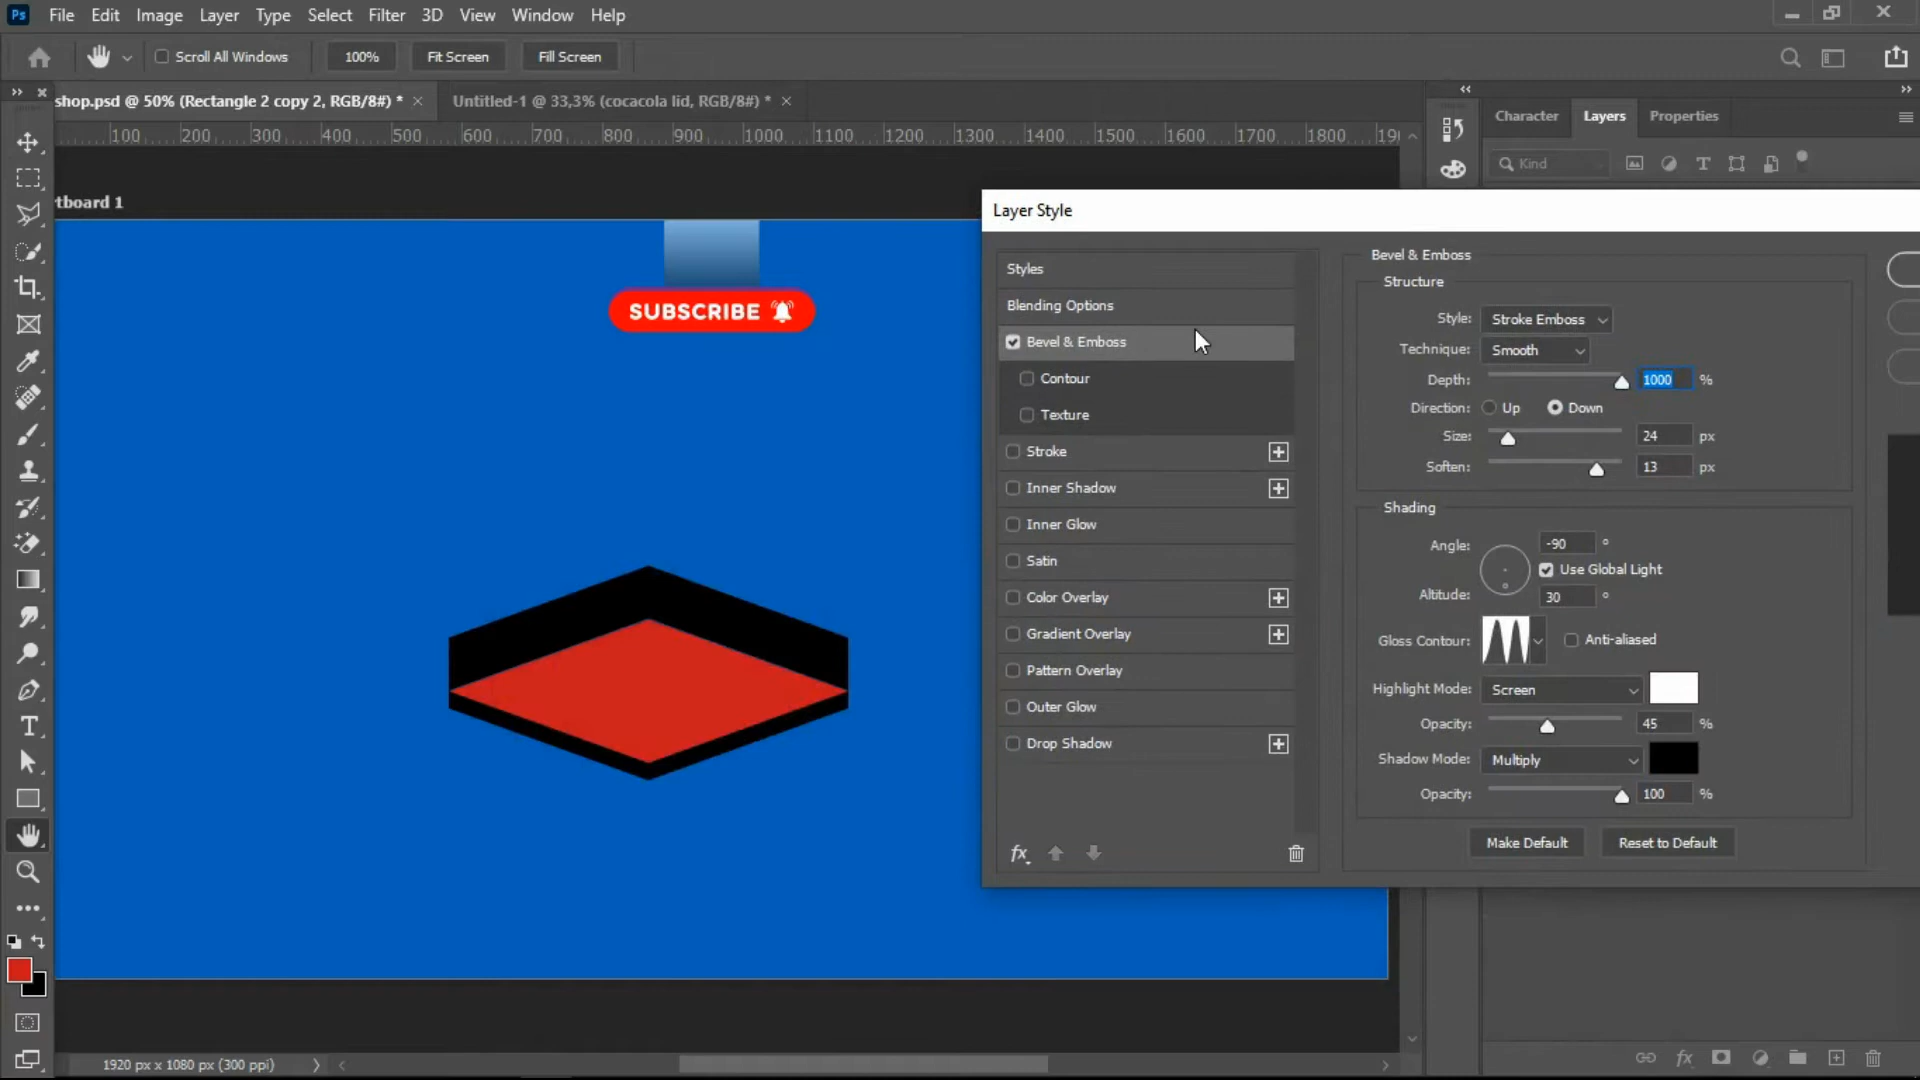 Ps File Edit Image Layer Type Select Filter 3D View Window Help
Scroll All Windows 100% Fit Screen Fill Screen
shop.psd @ 50% (Rectangle 2 copy 2, RGB/8#) * Untitled-1 @ 33,3% (cocacola lid, RGB/8#) *
100 200 300 400 500 600 700 800 900 1000 1100 1200 1300 1400 1500 1600 1700 1800
Character Layers Properties
Kind
tboard 1
SUBSCRIBE
Layer Style
Styles
Blending Options
Bevel & Emboss
Contour
Texture
Stroke
Inner Shadow
Inner Glow
Satin
Color Overlay
Gradient Overlay
Pattern Overlay
Outer Glow
Drop Shadow
fx
Bevel & Emboss
Structure
Style: Stroke Emboss
Technique: Smooth
Depth: 1000 %
Direction: Up Down
Size: 24 px
Soften: 13 px
Shading
Angle: -90 °
Use Global Light
Altitude: 30 °
Gloss Contour: Anti-aliased
Highlight Mode: Screen
Opacity: 45 %
Shadow Mode: Multiply
Opacity: 100 %
Make Default Reset to Default
1920 px x 1080 px (300 ppi)
fx